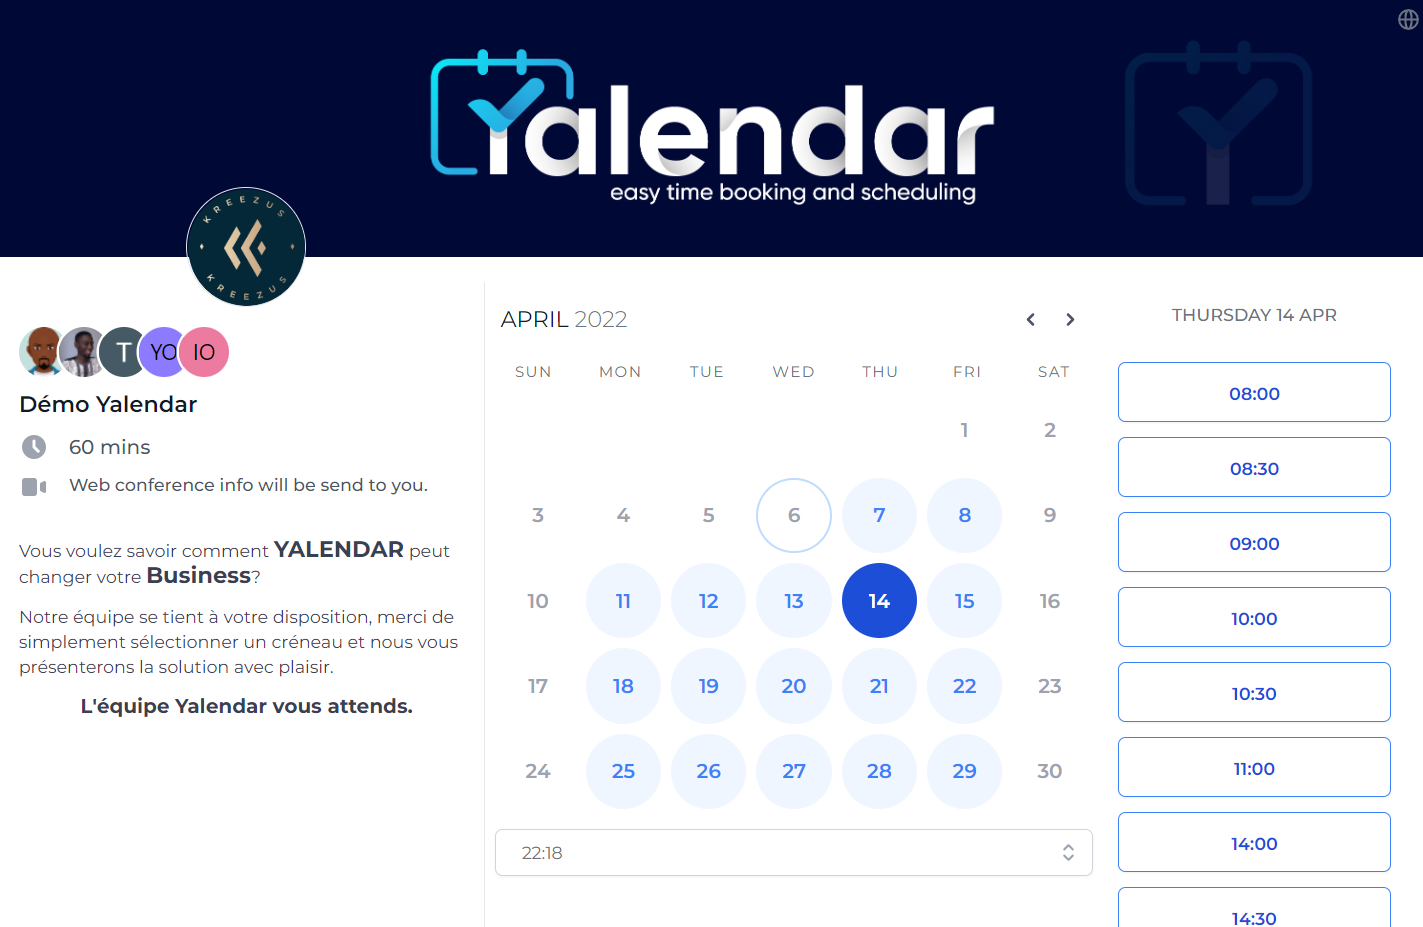 Yalendar
easy time booking and scheduling
KREEZUS
KREEZUS
T
YO
IO
Démo Yalendar
60 mins
Web conference info will be send to you.
Vous voulez savoir comment YALENDAR peut
changer votre Business?
Notre équipe se tient à votre disposition, merci de
simplement sélectionner un créneau et nous vous
présenterons la solution avec plaisir.
L'équipe Yalendar vous attends.
APRIL 2022
SUN MON TUE WED THU FRI SAT
1 2
3 4 5 6 7 8 9
10 11 12 13 14 15 16
17 18 19 20 21 22 23
24 25 26 27 28 29 30
22:18
THURSDAY 14 APR
08:00
08:30
09:00
10:00
10:30
11:00
14:00
14:30